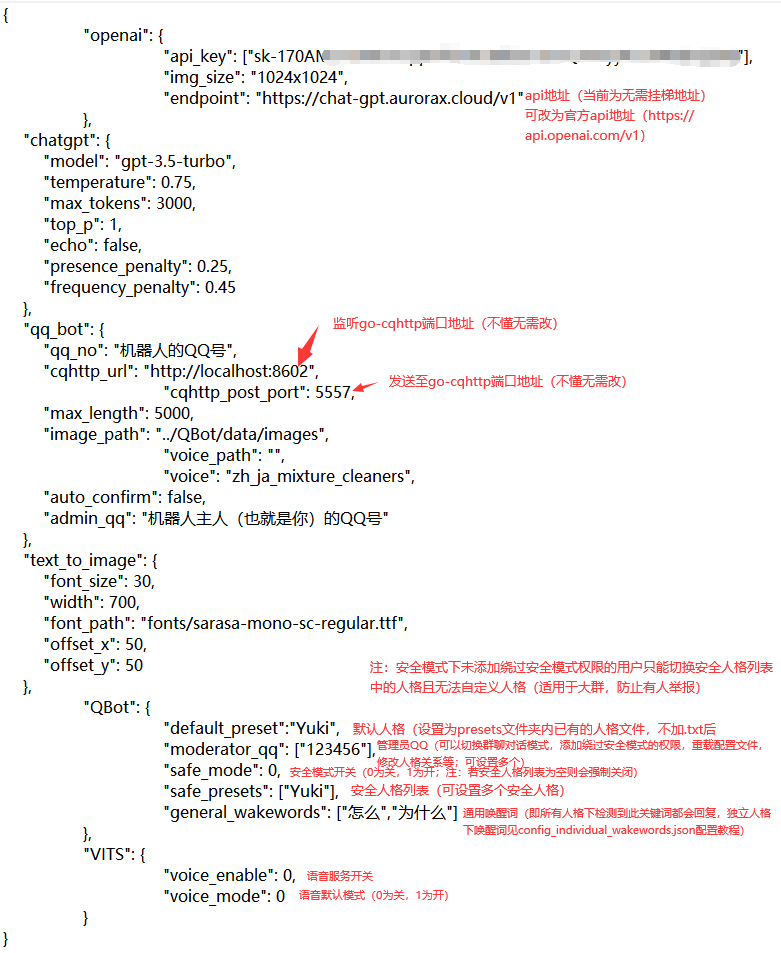 {
"openai": {
"api_key": ["sk-170AM "],
"img_size": "1024x1024",
"endpoint": "https://chat-gpt.aurorax.cloud/v1" api地址（当前为无需挂梯地址）
可改为官方api地址（https://
api.openai.com/v1）
},
"chatgpt": {
"model": "gpt-3.5-turbo",
"temperature": 0.75,
"max_tokens": 3000,
"top_p": 1,
"echo": false,
"presence_penalty": 0.25,
"frequency_penalty": 0.45
},
监听go-cqhttp端口地址（不懂无需改）
"qq_bot": {
"qq_no": "机器人的QQ号",
"cqhttp_url": "http://localhost:8602",
"cqhttp_post_port": 5557, 发送至go-cqhttp端口地址（不懂无需改）
"max_length": 5000,
"image_path": "../QBot/data/images",
"voice_path": "",
"voice": "zh_ja_mixture_cleaners",
"auto_confirm": false,
"admin_qq": "机器人主人（也就是你）的QQ号"
},
"text_to_image": {
"font_size": 30,
"width": 700,
"font_path": "fonts/sarasa-mono-sc-regular.ttf",
"offset_x": 50,
"offset_y": 50
},
注：安全模式下未添加绕过安全模式权限的用户只能切换安全人格列表
中的人格且无法自定义人格（适用于大群，防止有人举报）
"QBot": {
"default_preset":"Yuki", 默认人格（设置为presets文件夹内已有的人格文件，不加.txt后
"moderator_qq": ["123456"], 管理员QQ（可以切换群聊对话模式，添加绕过安全模式的权限，重载配置文件，
修改人格关系等；可设置多个）
"safe_mode": 0, 安全模式开关（0为关，1为开；注：若安全人格列表为空则会强制关闭）
"safe_presets": ["Yuki"], 安全人格列表（可设置多个安全人格）
"general_wakewords": ["怎么","为什么"] 通用唤醒词（即所有人格下检测到此关键词都会回复，独立人格
下唤醒词见config_individual_wakewords.json配置教程）
},
"VITS": {
"voice_enable": 0, 语音服务开关
"voice_mode": 0 语音默认模式（0为关，1为开）
}
}